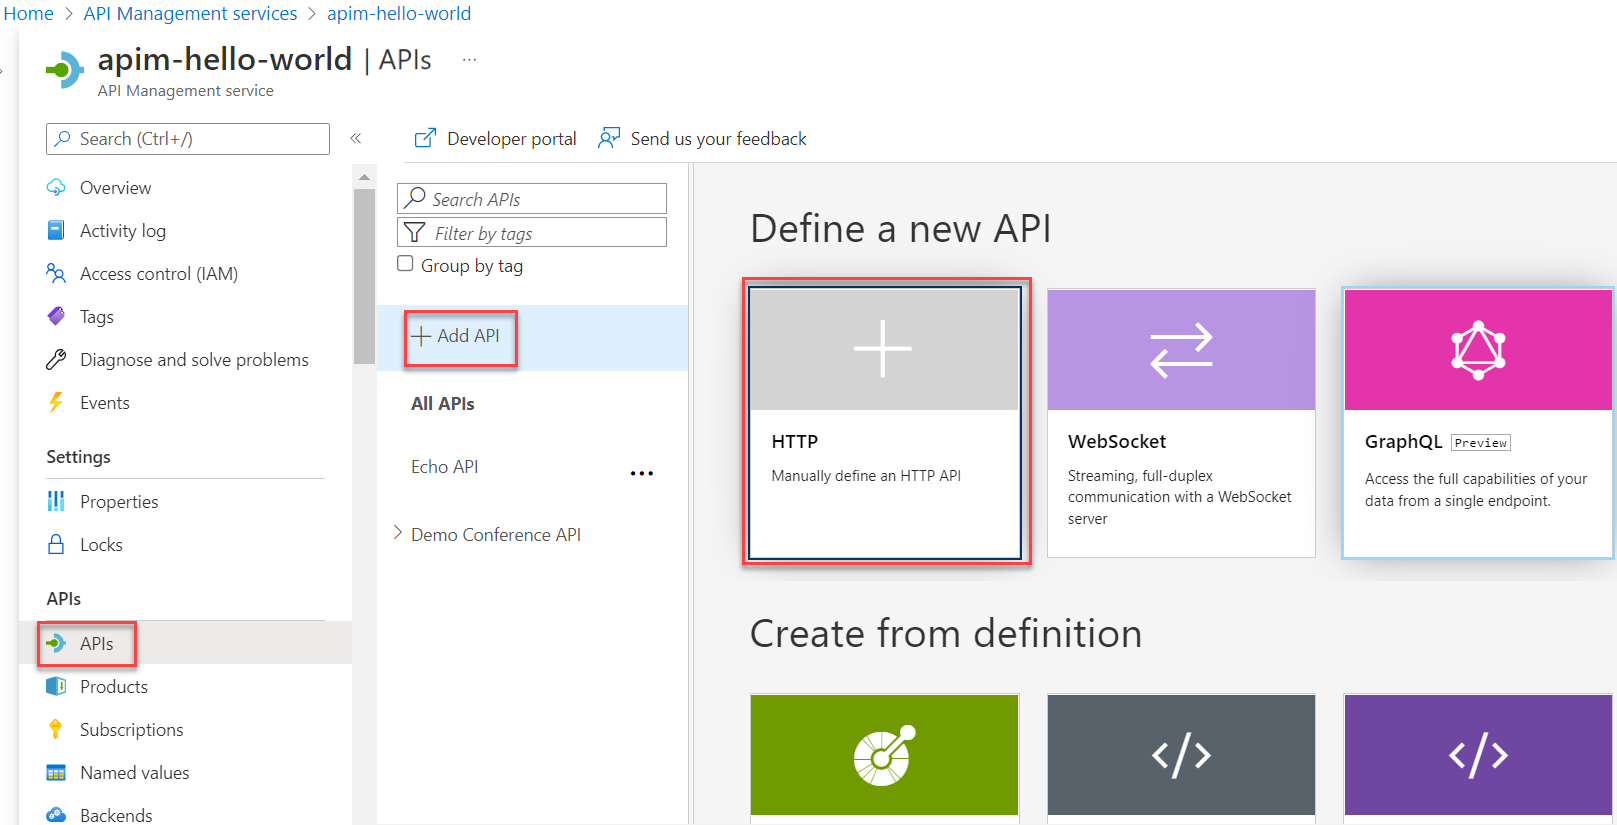 Home > API Management services > apim-hello-world
apim-hello-world | APIs ...
API Management service
Search (Ctrl+/)
«
Overview
Activity log
Access control (IAM)
Tags
Diagnose and solve problems
Events
Settings
Properties
Locks
APIs
APIs
Products
Subscriptions
Named values
Backends
Developer portal
Send us your feedback
Search APIs
Filter by tags
Group by tag
+ Add API
All APIs
Echo API ...
> Demo Conference API
Define a new API
HTTP
Manually define an HTTP API
WebSocket
Streaming, full-duplex
communication with a WebSocket
server
GraphQL Preview
Access the full capabilities of your
data from a single endpoint.
Create from definition